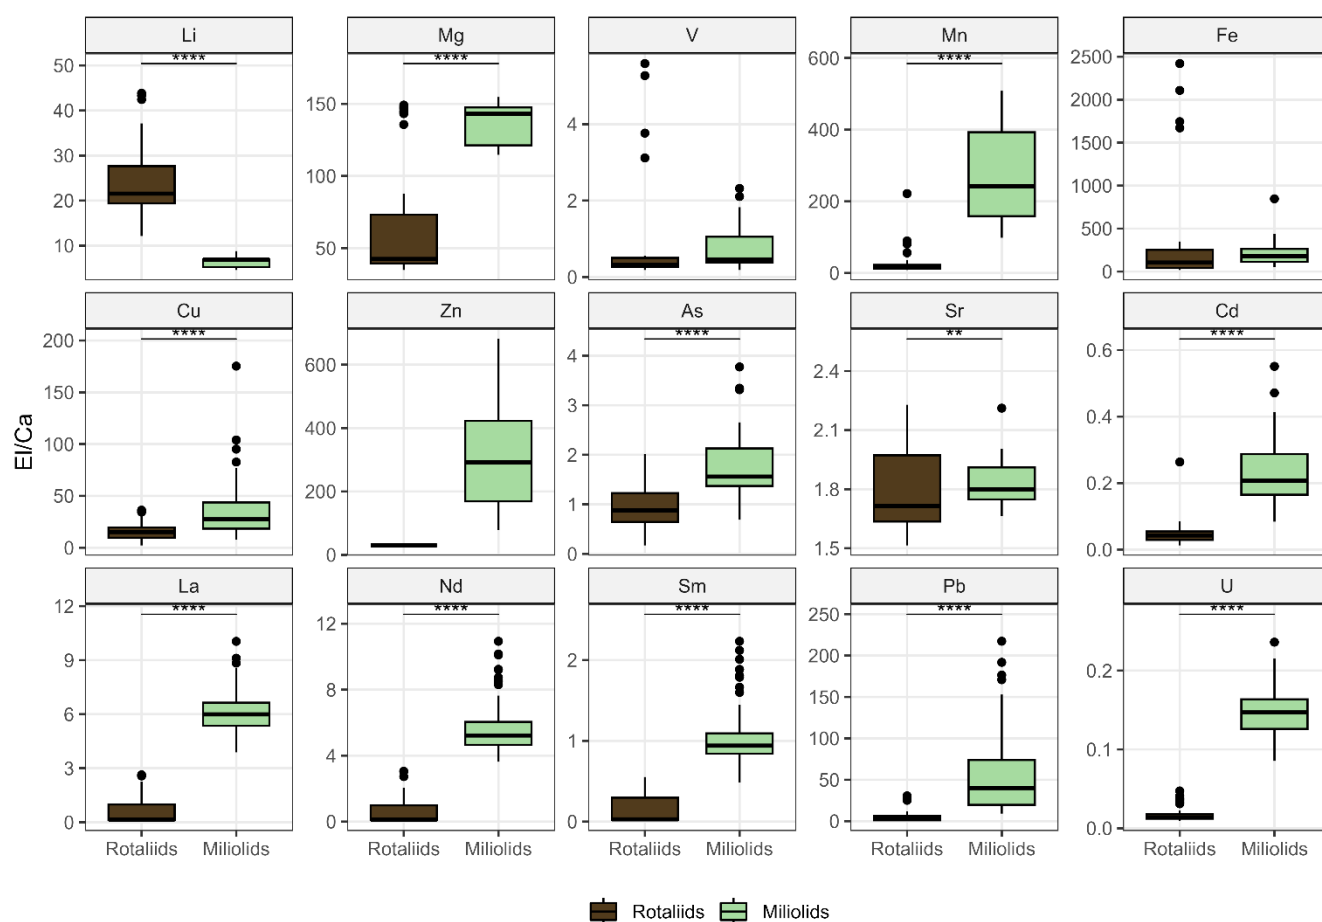 Li Mg V Mn Fe
**** **** ****
50 40 30 20 10
150 100 50
4 2 0
600 400 200 0
2500 2000 1500 1000 500 0
Cu Zn As Sr Cd
**** **** ** ****
200 150 100 50 0
600 400 200 0
4 3 2 1 0
2.4 2.1 1.8 1.5
0.6 0.4 0.2 0.0
El/Ca
La Nd Sm Pb U
**** **** **** **** ****
12 9 6 3 0
12 8 4 0
2 1 0
250 200 150 100 50 0
0.2 0.1 0.0
Rotaliids Miliolids Rotaliids Miliolids Rotaliids Miliolids Rotaliids Miliolids Rotaliids Miliolids
Rotaliids Miliolids